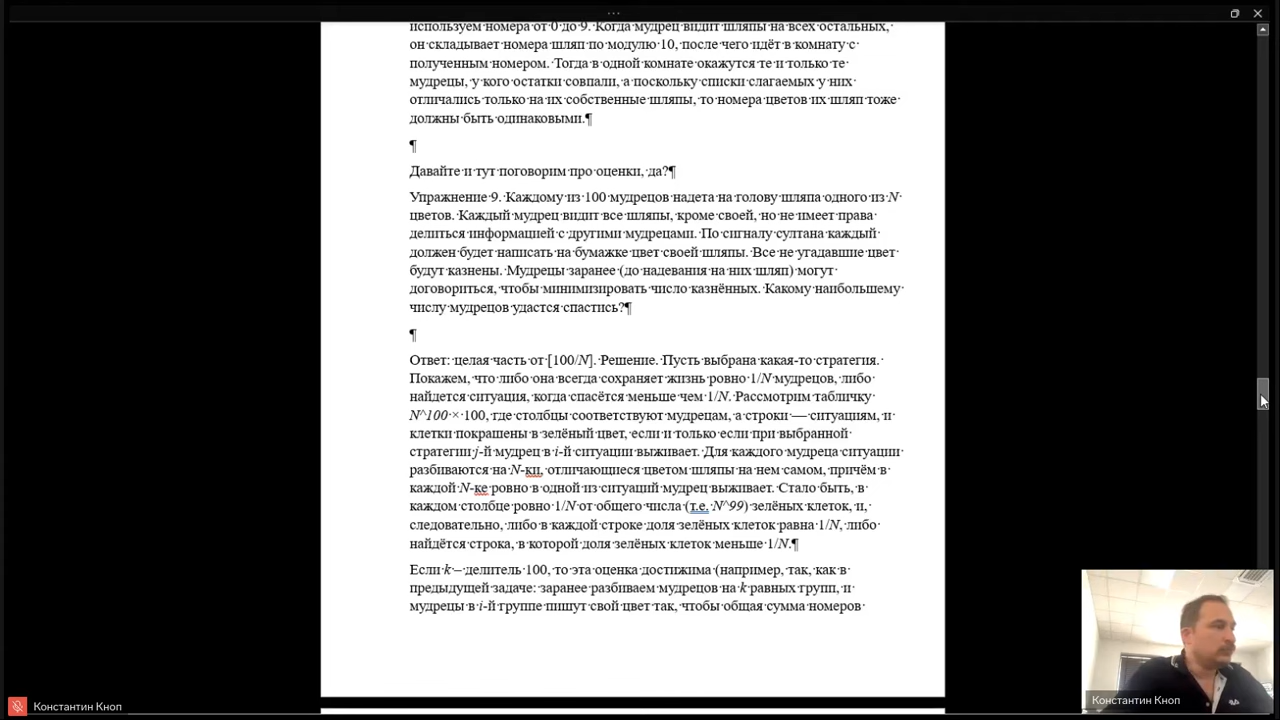 используем номера от 0 до 9. Когда мудрец видит шляпы на всех остальных,
он складывает номера шляп по модулю 10, после чего идёт в комнату с
полученным номером. Тогда в одной комнате окажутся те и только те
мудрецы, у кого остатки совпали, а поскольку списки слагаемых у них
отличались только на их собственные шляпы, то номера цветов их шляп тоже
должны быть одинаковыми.¶
¶
Давайте и тут поговорим про оценки, да?¶
Упражнение 9. Каждому из 100 мудрецов надета на голову шляпа одного из N
цветов. Каждый мудрец видит все шляпы, кроме своей, но не имеет права
делиться информацией с другими мудрецами. По сигналу султана каждый
должен будет написать на бумажке цвет своей шляпы. Все не угадавшие цвет
будут казнены. Мудрецы заранее (до надевания на них шляп) могут
договориться, чтобы минимизировать число казнённых. Какому наибольшему
числу мудрецов удастся спастись?¶
¶
Ответ: целая часть от [100/N]. Решение. Пусть выбрана какая-то стратегия.
Покажем, что либо она всегда сохраняет жизнь ровно 1/N мудрецов, либо
найдется ситуация, когда спасётся меньше чем 1/N. Рассмотрим табличку
N^100 × 100, где столбцы соответствуют мудрецам, а строки — ситуациям, и
клетки покрашены в зелёный цвет, если и только если при выбранной
стратегии j-й мудрец в i-й ситуации выживает. Для каждого мудреца ситуации
разбиваются на N-ки, отличающиеся цветом шляпы на нем самом, причём в
каждой N-ке ровно в одной из ситуаций мудрец выживает. Стало быть, в
каждом столбце ровно 1/N от общего числа (т.е. N^99) зелёных клеток, и,
следовательно, либо в каждой строке доля зелёных клеток равна 1/N, либо
найдётся строка, в которой доля зелёных клеток меньше 1/N.¶
Если k – делитель 100, то эта оценка достижима (например, так, как в
предыдущей задаче: заранее разбиваем мудрецов на k равных групп, и
мудрецы в i-й группе пишут свой цвет так, чтобы общая сумма номеров
Константин Кноп
Константин Кноп